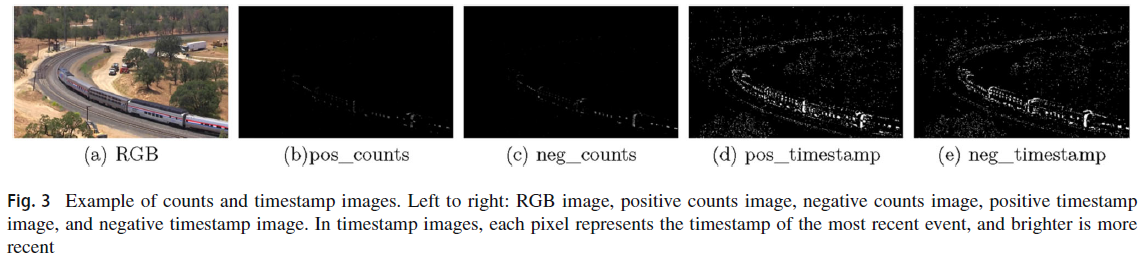 (a) RGB
(b)pos_counts
(c) neg_counts
(d) pos_timestamp
(e) neg_timestamp
Fig. 3 Example of counts and timestamp images. Left to right: RGB image, positive counts image, negative counts image, positive timestamp
image, and negative timestamp image. In timestamp images, each pixel represents the timestamp of the most recent event, and brighter is more
recent